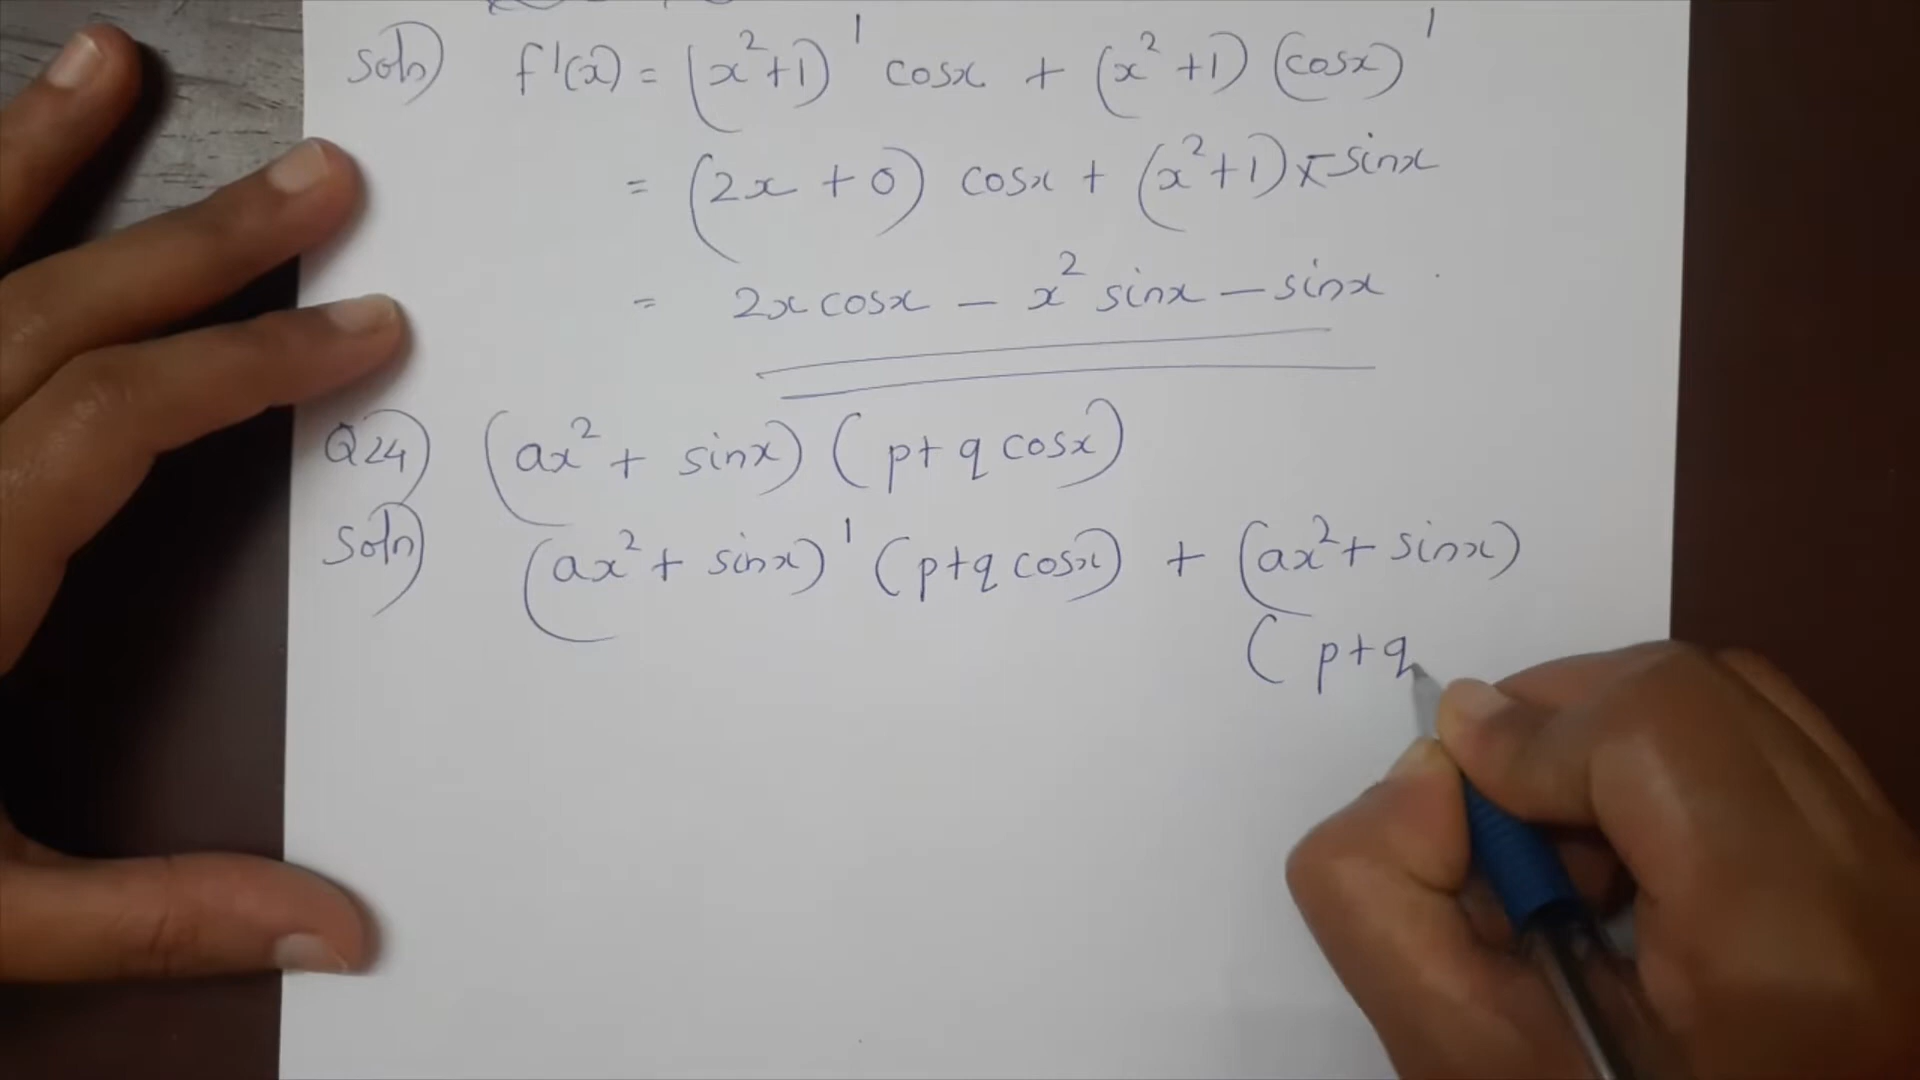 Soln) f'(x) = (x²+1)' cosx + (x²+1) (cosx)'
= (2x + 0) cosx + (x²+1) x -sinx
= 2x cosx - x² sinx - sinx
Q24) (ax² + sinx) (p+ q cosx)
Soln) (ax² + sinx)' (p+q cosx) + (ax² + sinx)
(p+q